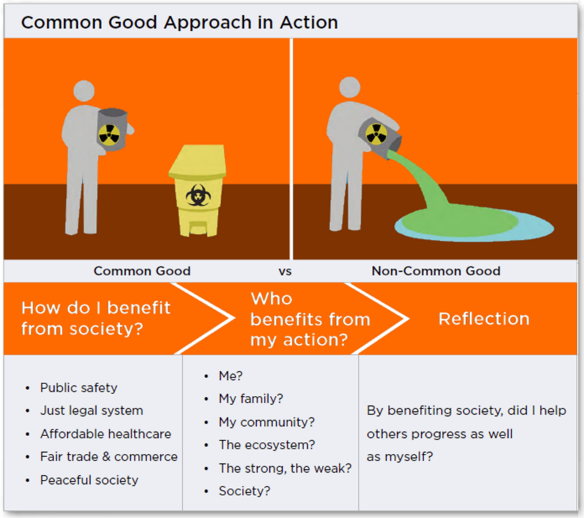 Common Good Approach in Action
Common Good vs Non-Common Good
How do I benefit
from society?
Who
benefits from
my action?
Reflection
• Public safety
• Just legal system
• Affordable healthcare
• Fair trade & commerce
• Peaceful society
• Me?
• My family?
• My community?
• The ecosystem?
• The strong, the weak?
• Society?
By benefiting society, did I help
others progress as well
as myself?